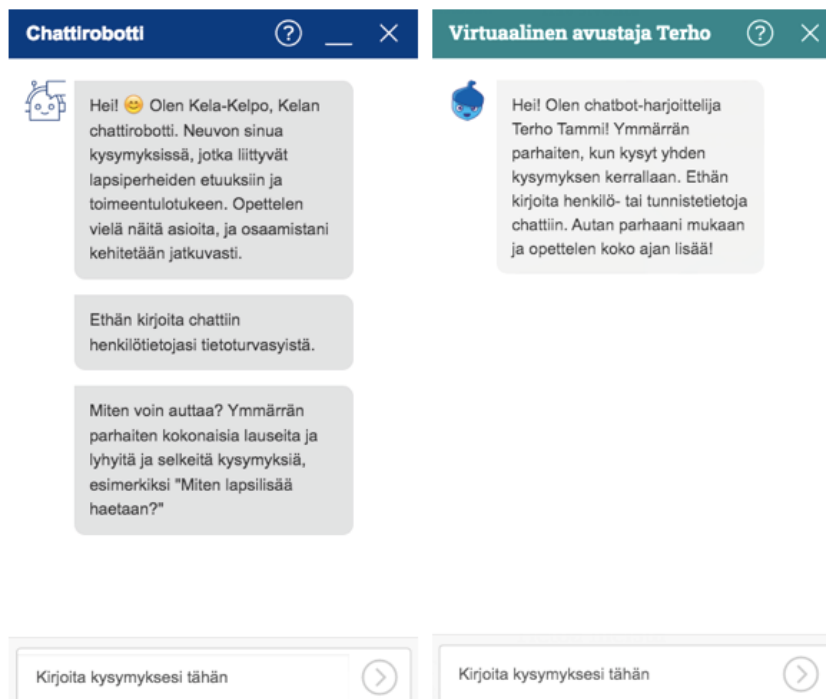 Chattirobotti
Hei! 😊 Olen Kela-Kelpo, Kelan
chattirobotti. Neuvon sinua
kysymyksissä, jotka liittyvät
lapsiperheiden etuuksiin ja
toimeentulotukeen. Opettelen
vielä näitä asioita, ja osaamistani
kehitetään jatkuvasti.
Ethän kirjoita chattiin
henkilötietojasi tietoturvasyistä.
Miten voin auttaa? Ymmärrän
parhaiten kokonaisia lauseita ja
lyhyitä ja selkeitä kysymyksiä,
esimerkiksi "Miten lapsilisää
haetaan?"
Kirjoita kysymyksesi tähän
Virtuaalinen avustaja Terho
Hei! Olen chatbot-harjoittelija
Terho Tammi! Ymmärrän
parhaiten, kun kysyt yhden
kysymyksen kerrallaan. Ethän
kirjoita henkilö- tai tunnistetietoja
chattiin. Autan parhaani mukaan
ja opettelen koko ajan lisää!
Kirjoita kysymyksesi tähän